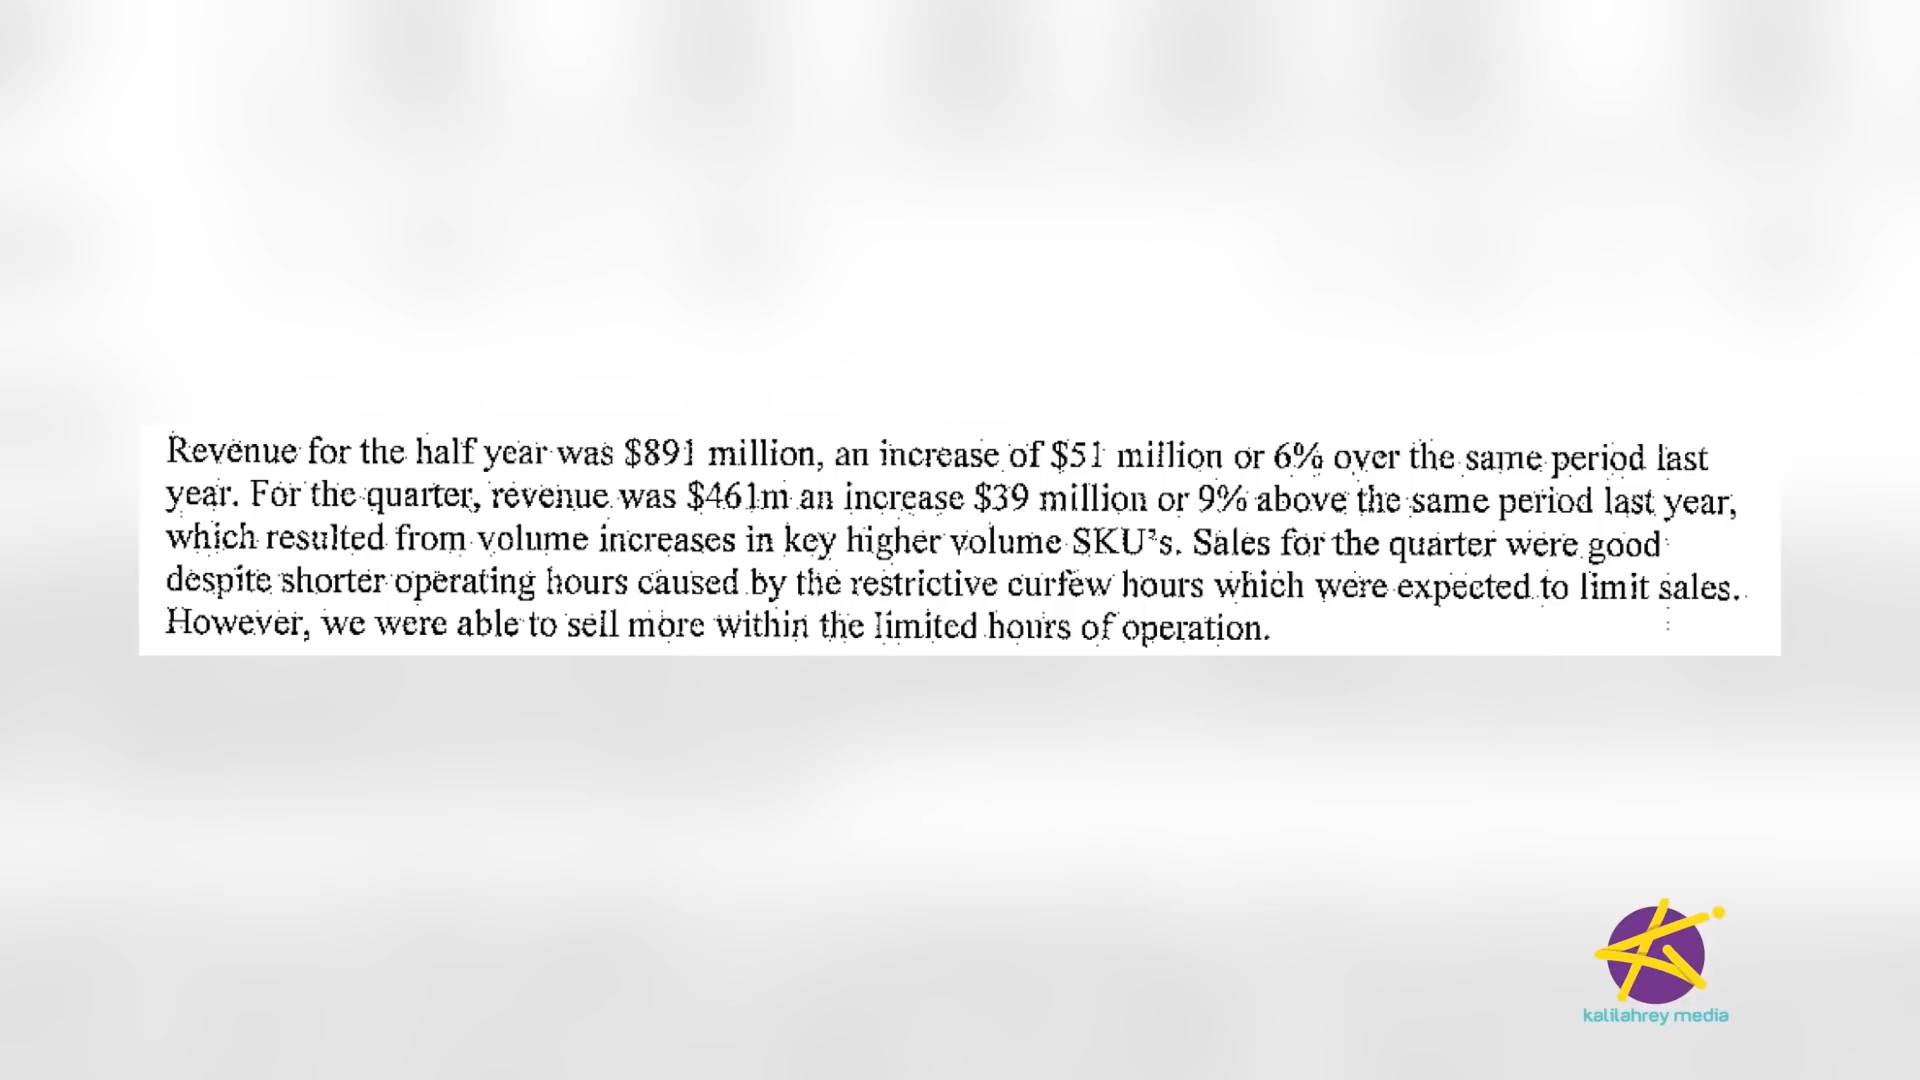 Revenue for the half year was $891 million, an increase of $51 million or 6% over the same period last
year. For the quarter, revenue was $461m an increase $39 million or 9% above the same period last year,
which resulted from volume increases in key higher volume SKU's. Sales for the quarter were good
despite shorter operating hours caused by the restrictive curfew hours which were expected to limit sales.
However, we were able to sell more within the limited hours of operation.
kalilahrey media